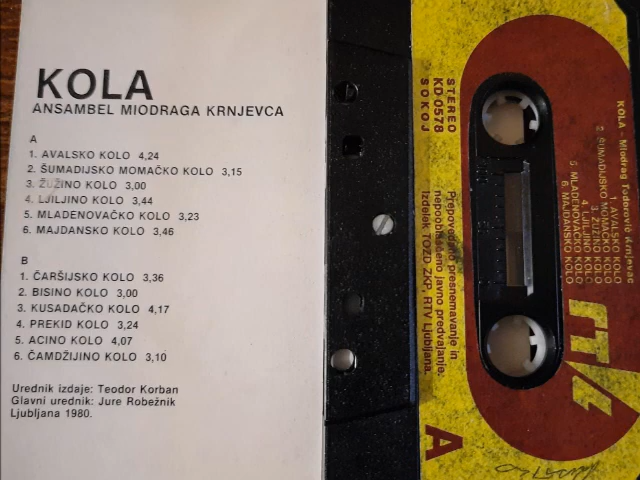 KOLA
ANSAMBEL MIODRAGA KRNJEVCA
A
1. AVALSKO KOLO 4,24
2. ŠUMADIJSKO MOMAČKO KOLO 3,15
3. ŽUŽINO KOLO 3,00
4. LJILJINO KOLO 3,44
5. MLADENOVAČKO KOLO 3,23
6. MAJDANSKO KOLO 3,46
B
1. ČARŠIJSKO KOLO 3,36
2. BISINO KOLO 3,00
3. KUSADAČKO KOLO 4,17
4. PREKID KOLO 3,24
5. ACINO KOLO 4,07
6. ČAMDŽIJINO KOLO 3,10
Urednik izdaje: Teodor Korban
Glavni urednik: Jure Robežnik
Ljubljana 1980.
KOLA - Miodrag Todorović Krnjevac
1. AVALSKO KOLO
2. ŠUMADIJSKO MOMAČKO KOLO
3. ŽUŽINO KOLO
4. LJILJINO KOLO
5. MLADENOVAČKO KOLO
6. MAJDANSKO KOLO
STEREO
KD 0578
SOKOJ
Prepovedano presnemavanje in
nepooblaščeno javno predvajanje.
Izdelek TOZD ZKP, RTV Ljubljana.
A